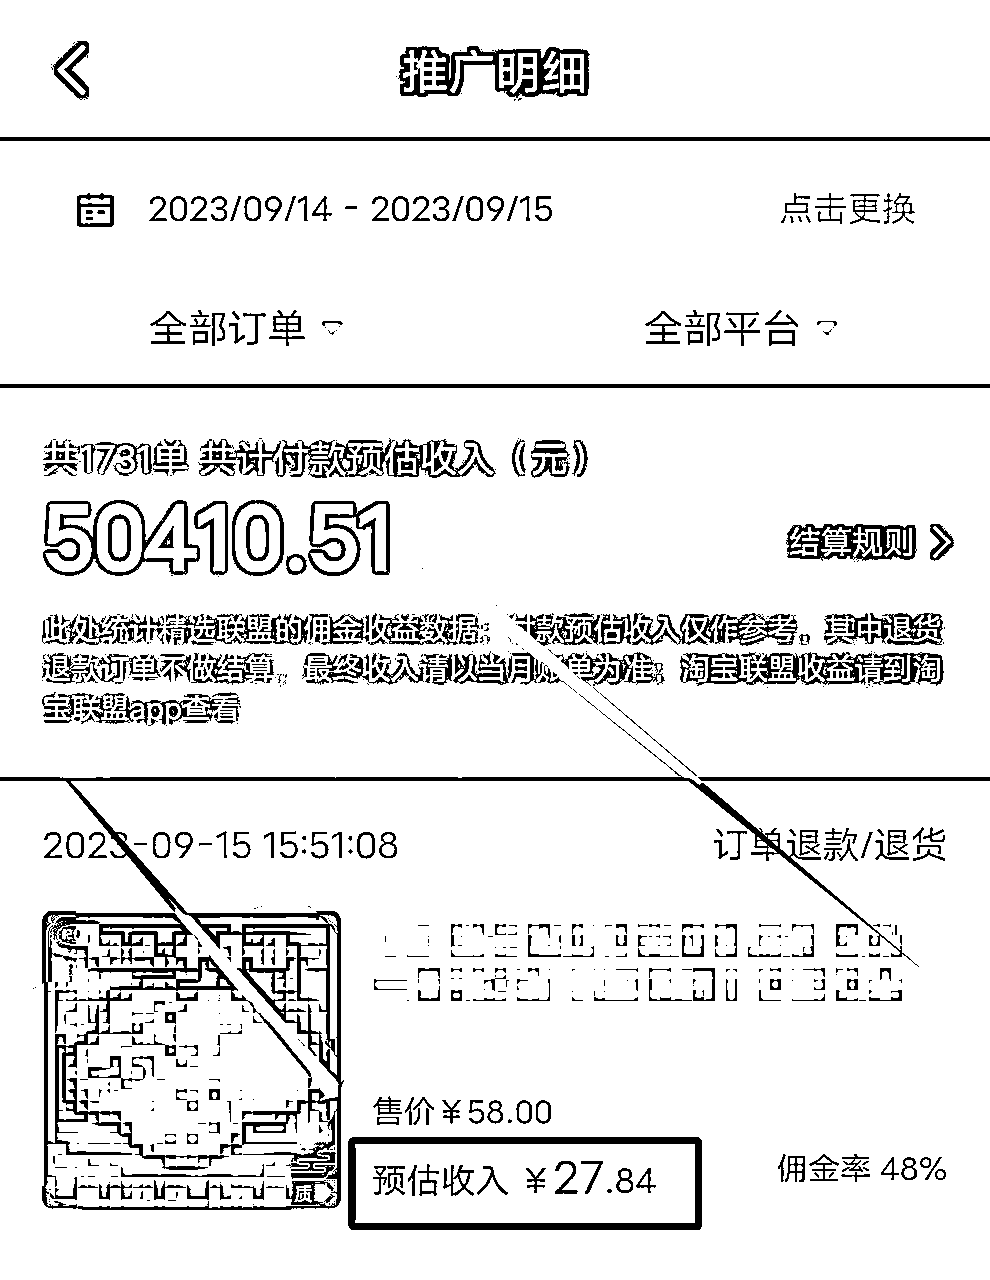 推广明细
2023/09/14 - 2023/09/15 点击更换
全部订单 全部平台
共1731单 共计付款预估收入（元）
50410.51
结算规则
此处统计精选联盟的佣金收益数据；付款预估收入仅作参考。其中退货
退款订单不做结算。最终收入请以当月账单为准；淘宝联盟收益请到淘
宝联盟app查看
2023-09-15 15:51:08 订单退款/退货
售价￥58.00
预估收入 ￥27.84 佣金率 48%
质